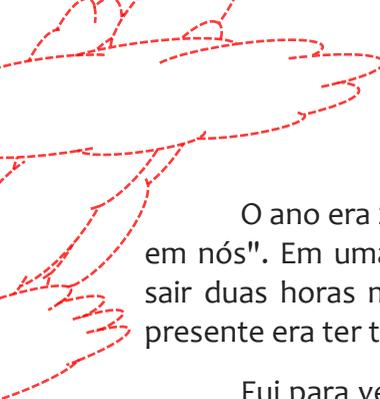 O ano era
em nós". Em uma
sair duas horas
presente era ter
Fui para